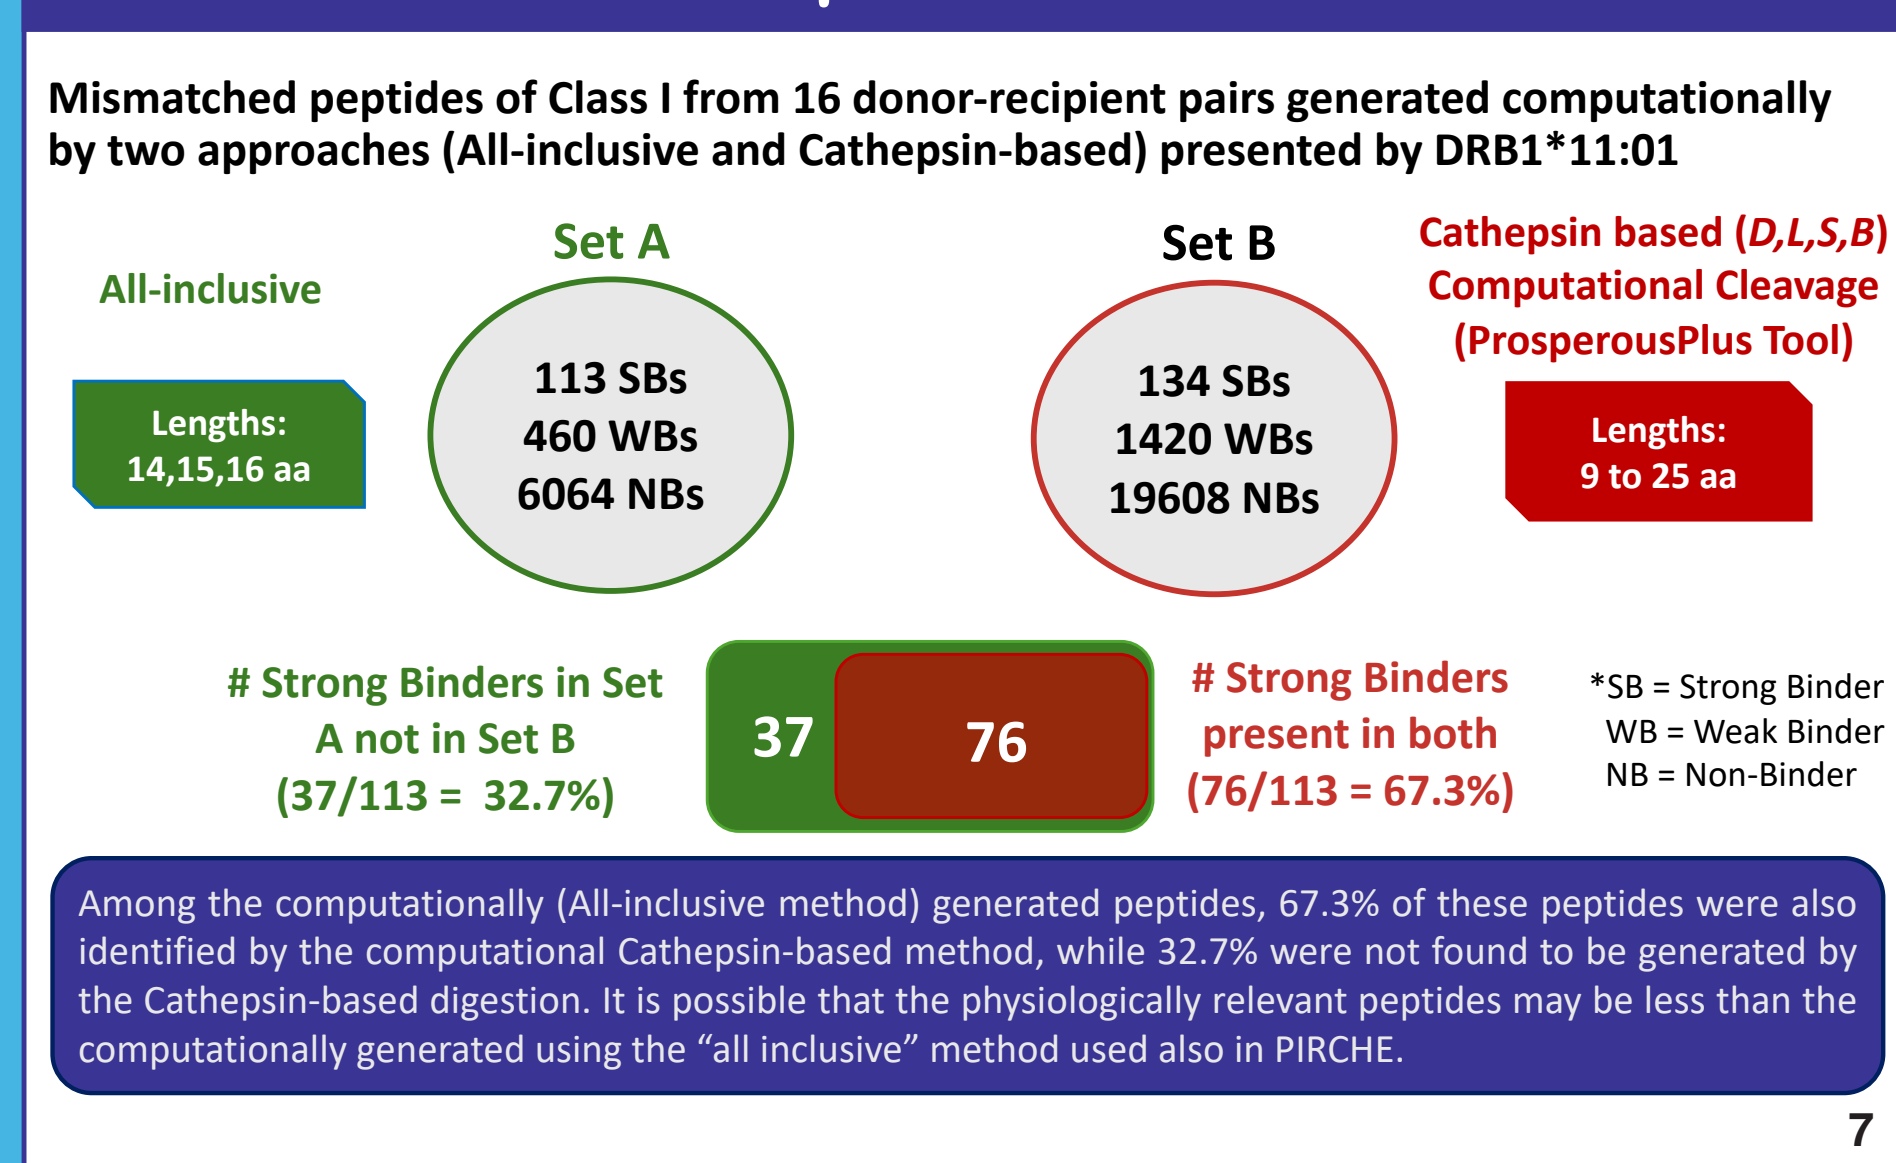 Mismatched peptides of Class I from 16 donor-recipient pairs generated computationally
by two approaches (All-inclusive and Cathepsin-based) presented by DRB1*11:01
Set A
All-inclusive
Lengths:
14,15,16 aa
113 SBs
460 WBs
6064 NBs
Set B
134 SBs
1420 WBs
19608 NBs
Cathepsin based (D,L,S,B)
Computational Cleavage
(ProsperousPlus Tool)
Lengths:
9 to 25 aa
# Strong Binders in Set
A not in Set B
(37/113 = 32.7%)
37
76
# Strong Binders
present in both
(76/113 = 67.3%)
*SB = Strong Binder
WB = Weak Binder
NB = Non-Binder
Among the computationally (All-inclusive method) generated peptides, 67.3% of these peptides were also
identified by the computational Cathepsin-based method, while 32.7% were not found to be generated by
the Cathepsin-based digestion. It is possible that the physiologically relevant peptides may be less than the
computationally generated using the “all inclusive” method used also in PIRCHE.
7